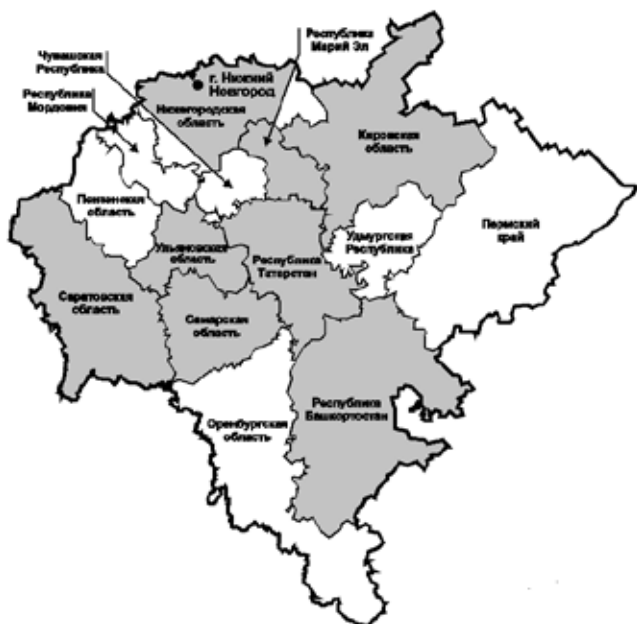 Республика
Марий Эл
Чувашская
Республика
г. Нижний
Новгород
Республика
Мордовия
Нижегородская
область
Кировская
область
Пензенская
область
Ульяновская
область
Республика
Татарстан
Удмургская
Республика
Пермский
край
Саратовская
область
Самарская
область
Оренбургская
область
Республика
Башкортостан